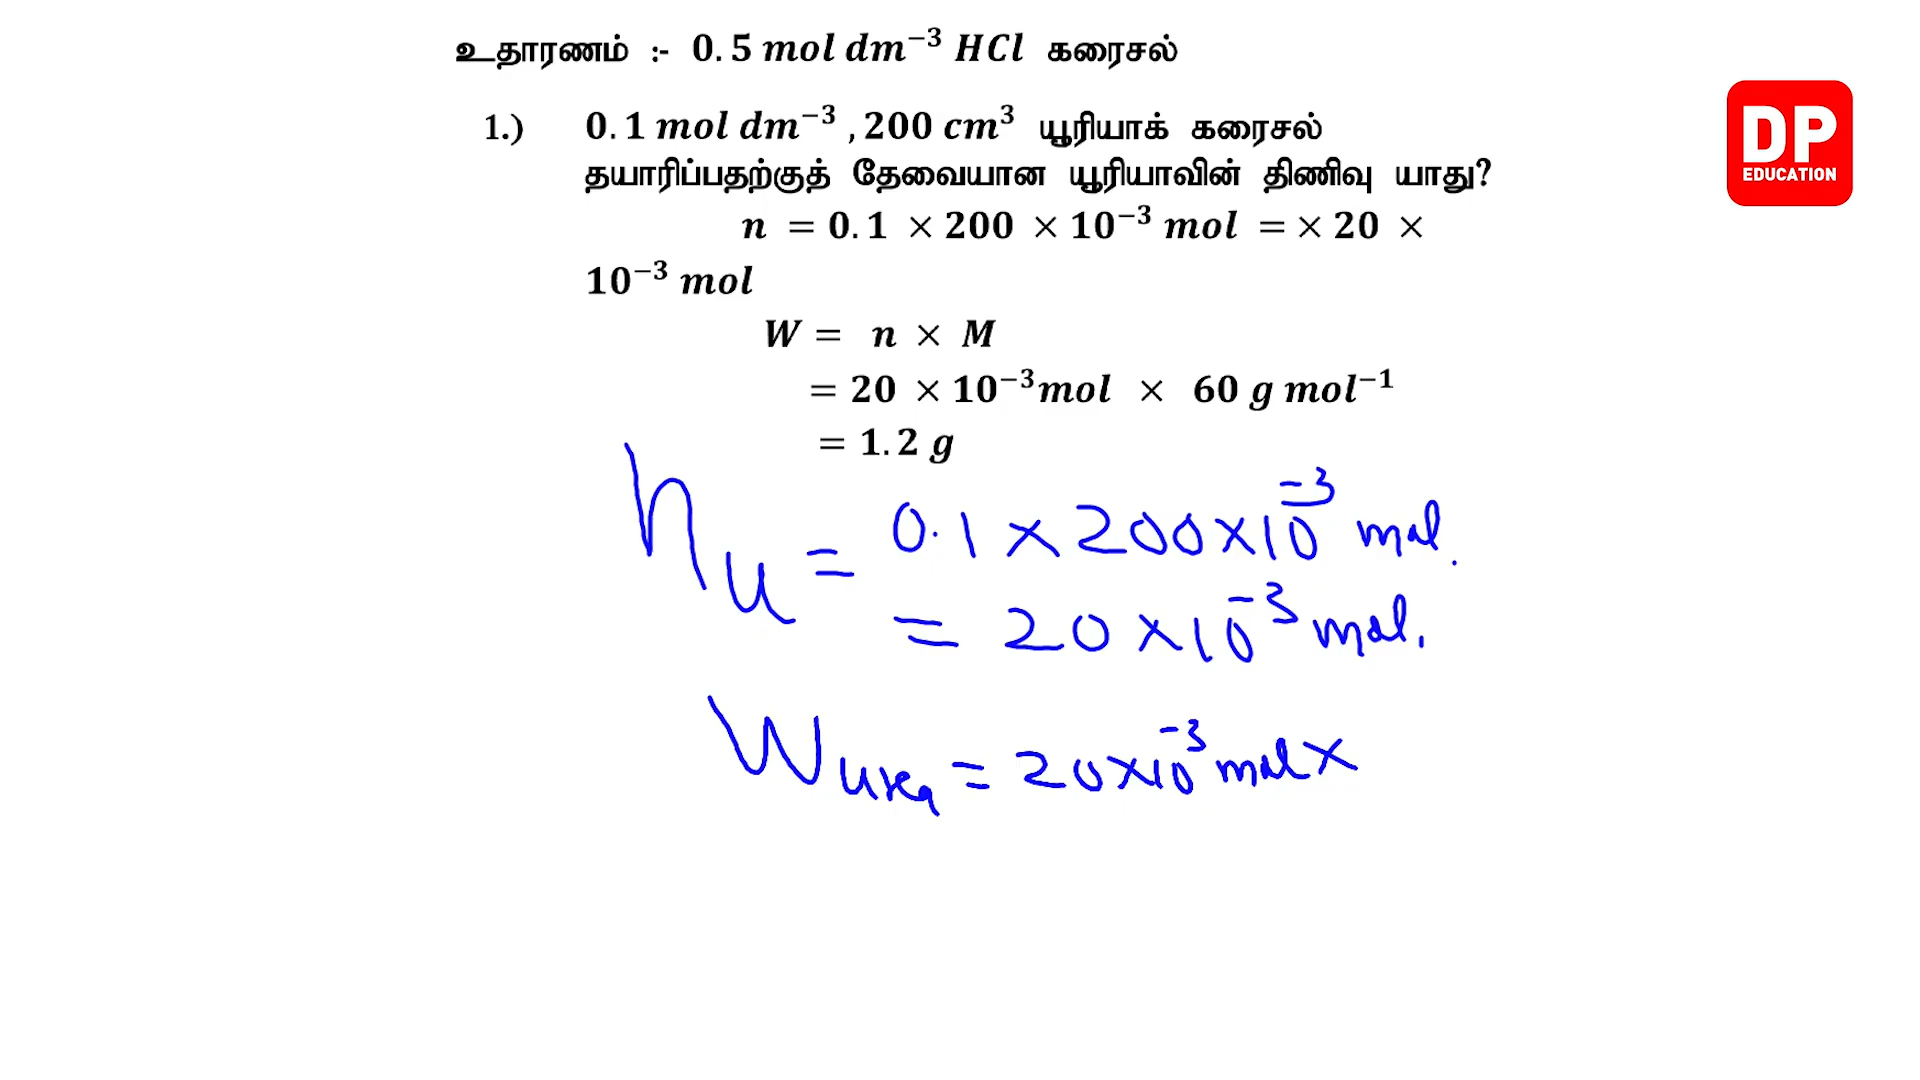 உதாரணம் :- 0.5 mol dm⁻³ HCl கரைசல்
1.) 0.1 mol dm⁻³ ,200 cm³ யூரியாக் கரைசல்
தயாரிப்பதற்குத் தேவையான யூரியாவின் திணிவு யாது?
n = 0.1 × 200 × 10⁻³ mol = × 20 ×
10⁻³ mol
W = n × M
= 20 × 10⁻³mol × 60 g mol⁻¹
= 1.2 g
n u = 0.1 × 200 × 10⁻³ mol.
= 20 × 10⁻³ mol.
W urea = 20 × 10⁻³ mol ×
DP
EDUCATION